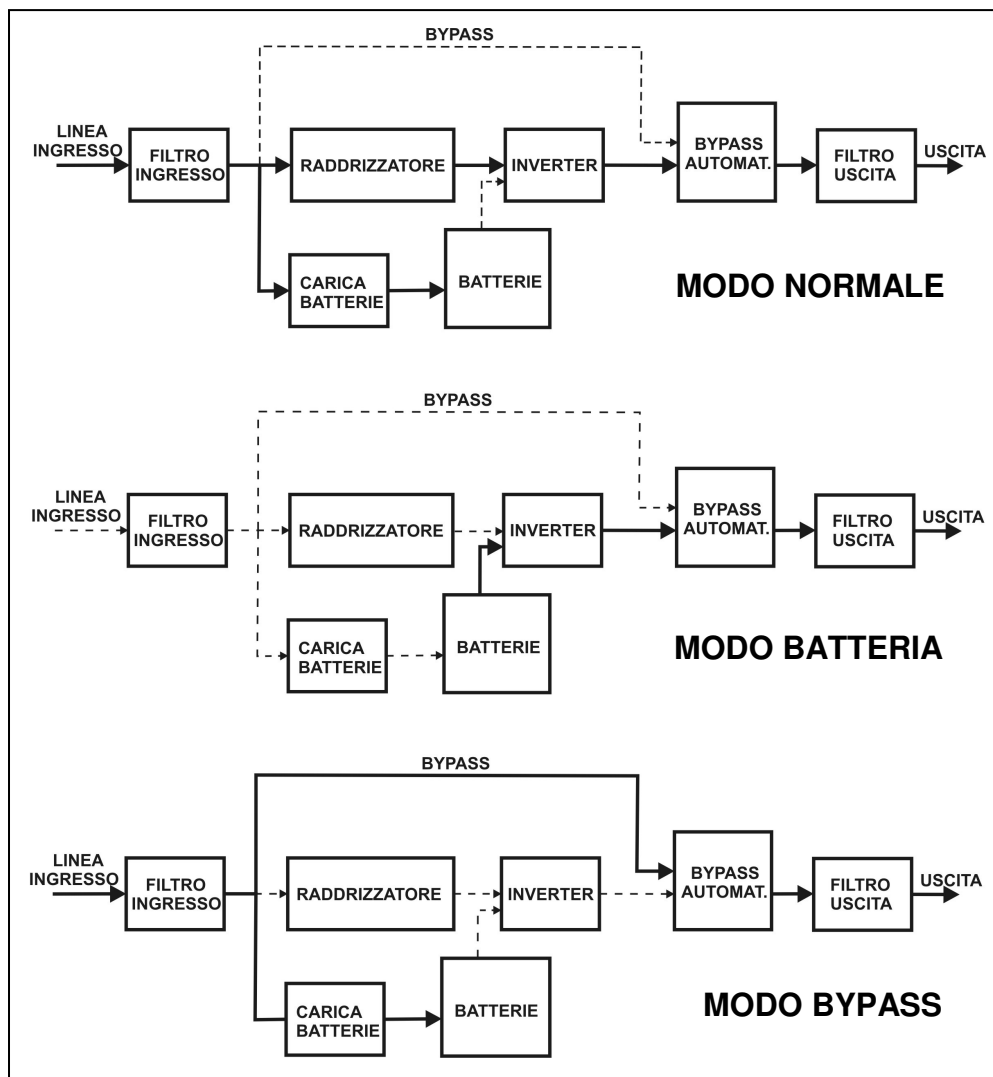 BYPASS
LINEA
INGRESSO
FILTRO
INGRESSO
RADDRIZZATORE
INVERTER
BYPASS
AUTOMAT.
FILTRO
USCITA
USCITA
CARICA
BATTERIE
BATTERIE
MODO NORMALE
BYPASS
LINEA
INGRESSO
FILTRO
INGRESSO
RADDRIZZATORE
INVERTER
BYPASS
AUTOMAT.
FILTRO
USCITA
USCITA
CARICA
BATTERIE
BATTERIE
MODO BATTERIA
BYPASS
LINEA
INGRESSO
FILTRO
INGRESSO
RADDRIZZATORE
INVERTER
BYPASS
AUTOMAT.
FILTRO
USCITA
USCITA
CARICA
BATTERIE
BATTERIE
MODO BYPASS